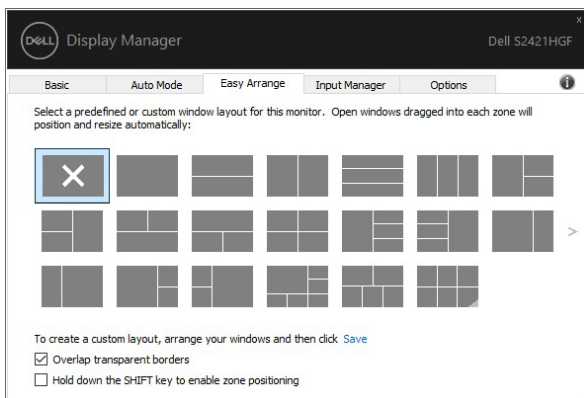 DELL Display Manager Dell S2421HGF
Basic Auto Mode Easy Arrange Input Manager Options
Select a predefined or custom window layout for this monitor. Open windows dragged into each zone will
position and resize automatically:
To create a custom layout, arrange your windows and then click Save
Overlap transparent borders
Hold down the SHIFT key to enable zone positioning